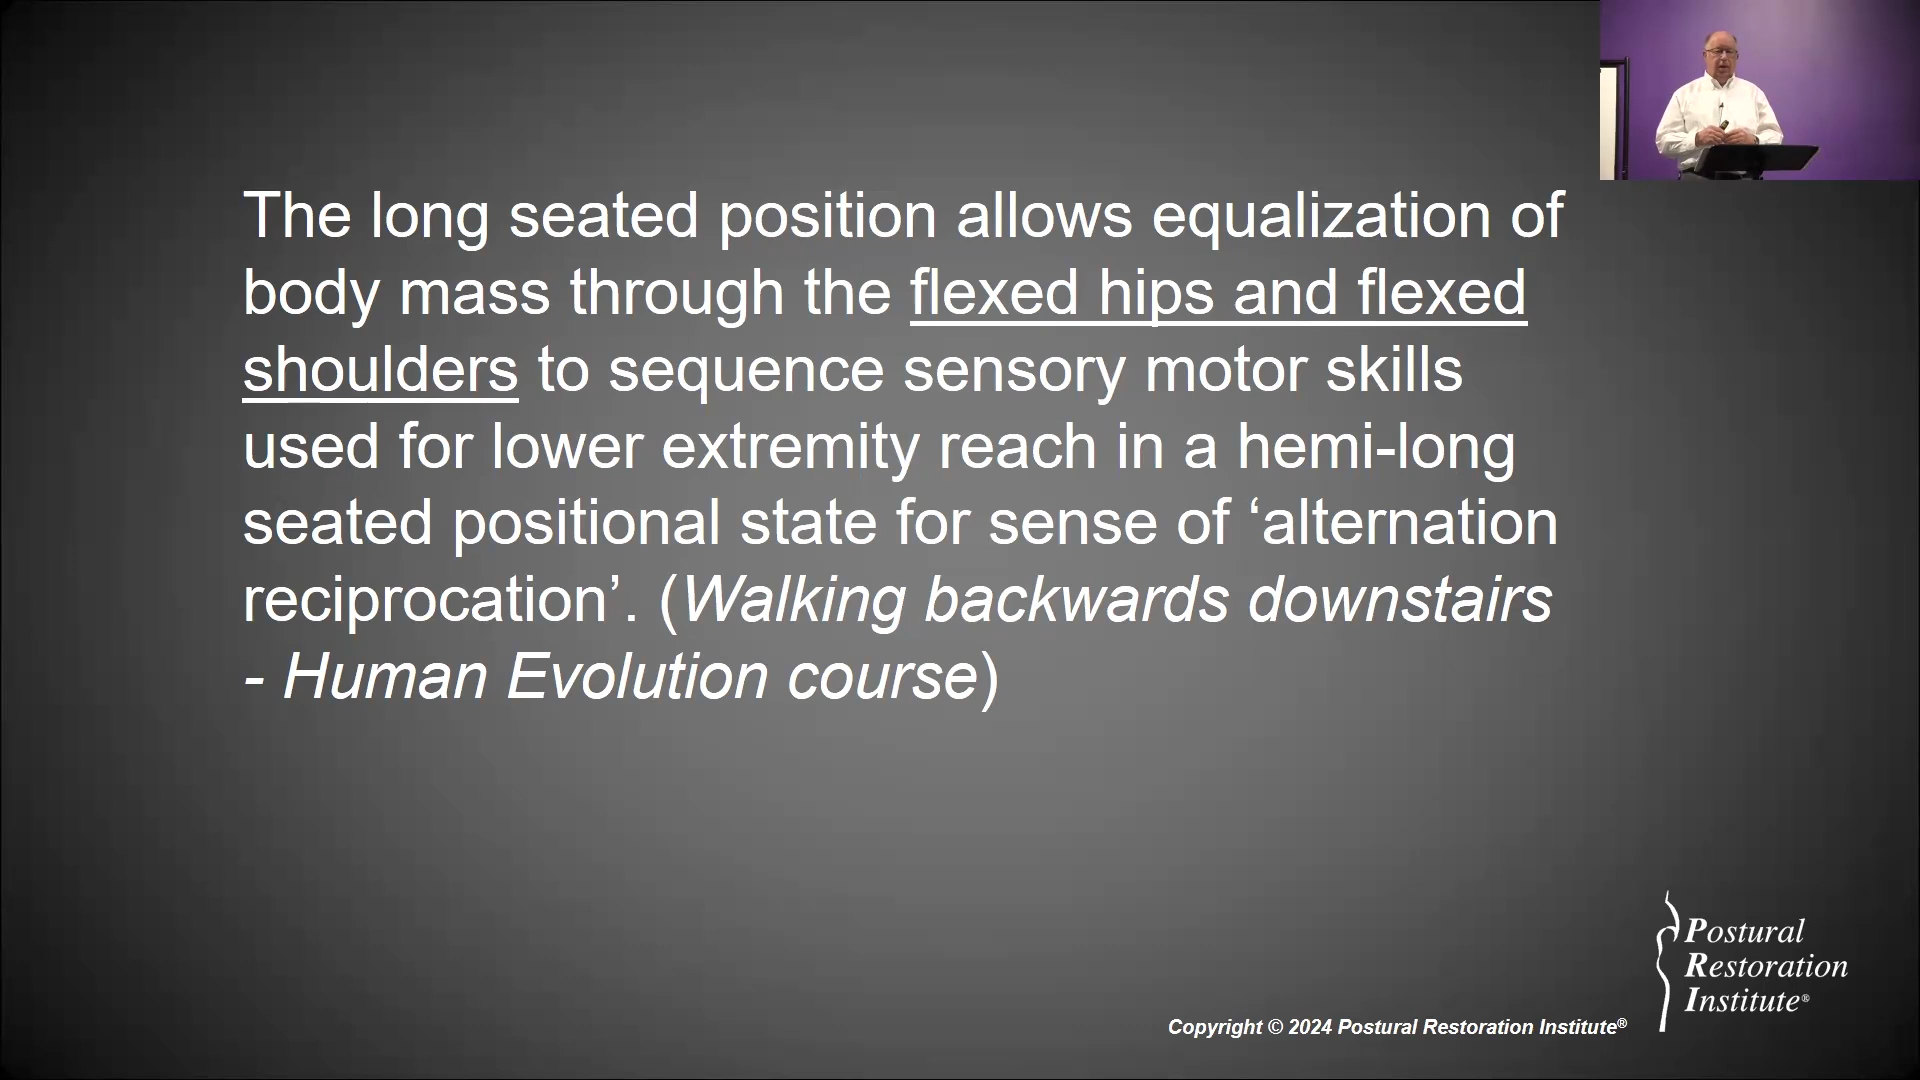 The long seated position allows equalization of
body mass through the flexed hips and flexed
shoulders to sequence sensory motor skills
used for lower extremity reach in a hemi-long
seated positional state for sense of ‘alternation
reciprocation’. (Walking backwards downstairs
- Human Evolution course)
Postural
Restoration
Institute®
Copyright © 2024 Postural Restoration Institute®